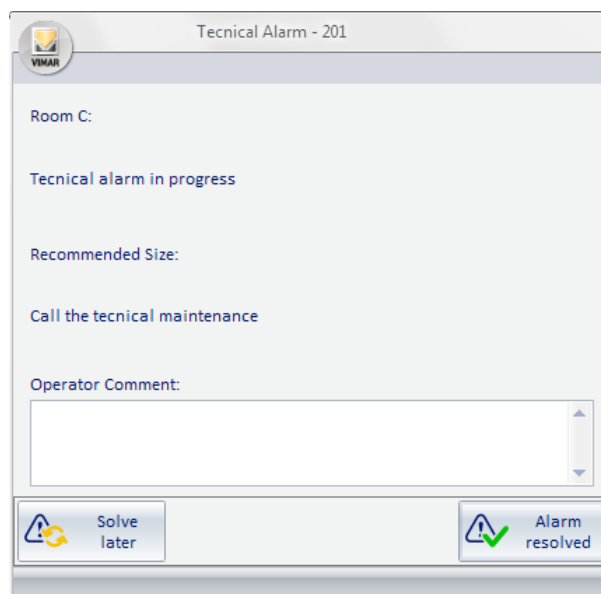 Tecnical Alarm - 201
VIMAR
Room C:
Tecnical alarm in progress
Recommended Size:
Call the tecnical maintenance
Operator Comment:
Solve
later
Alarm
resolved